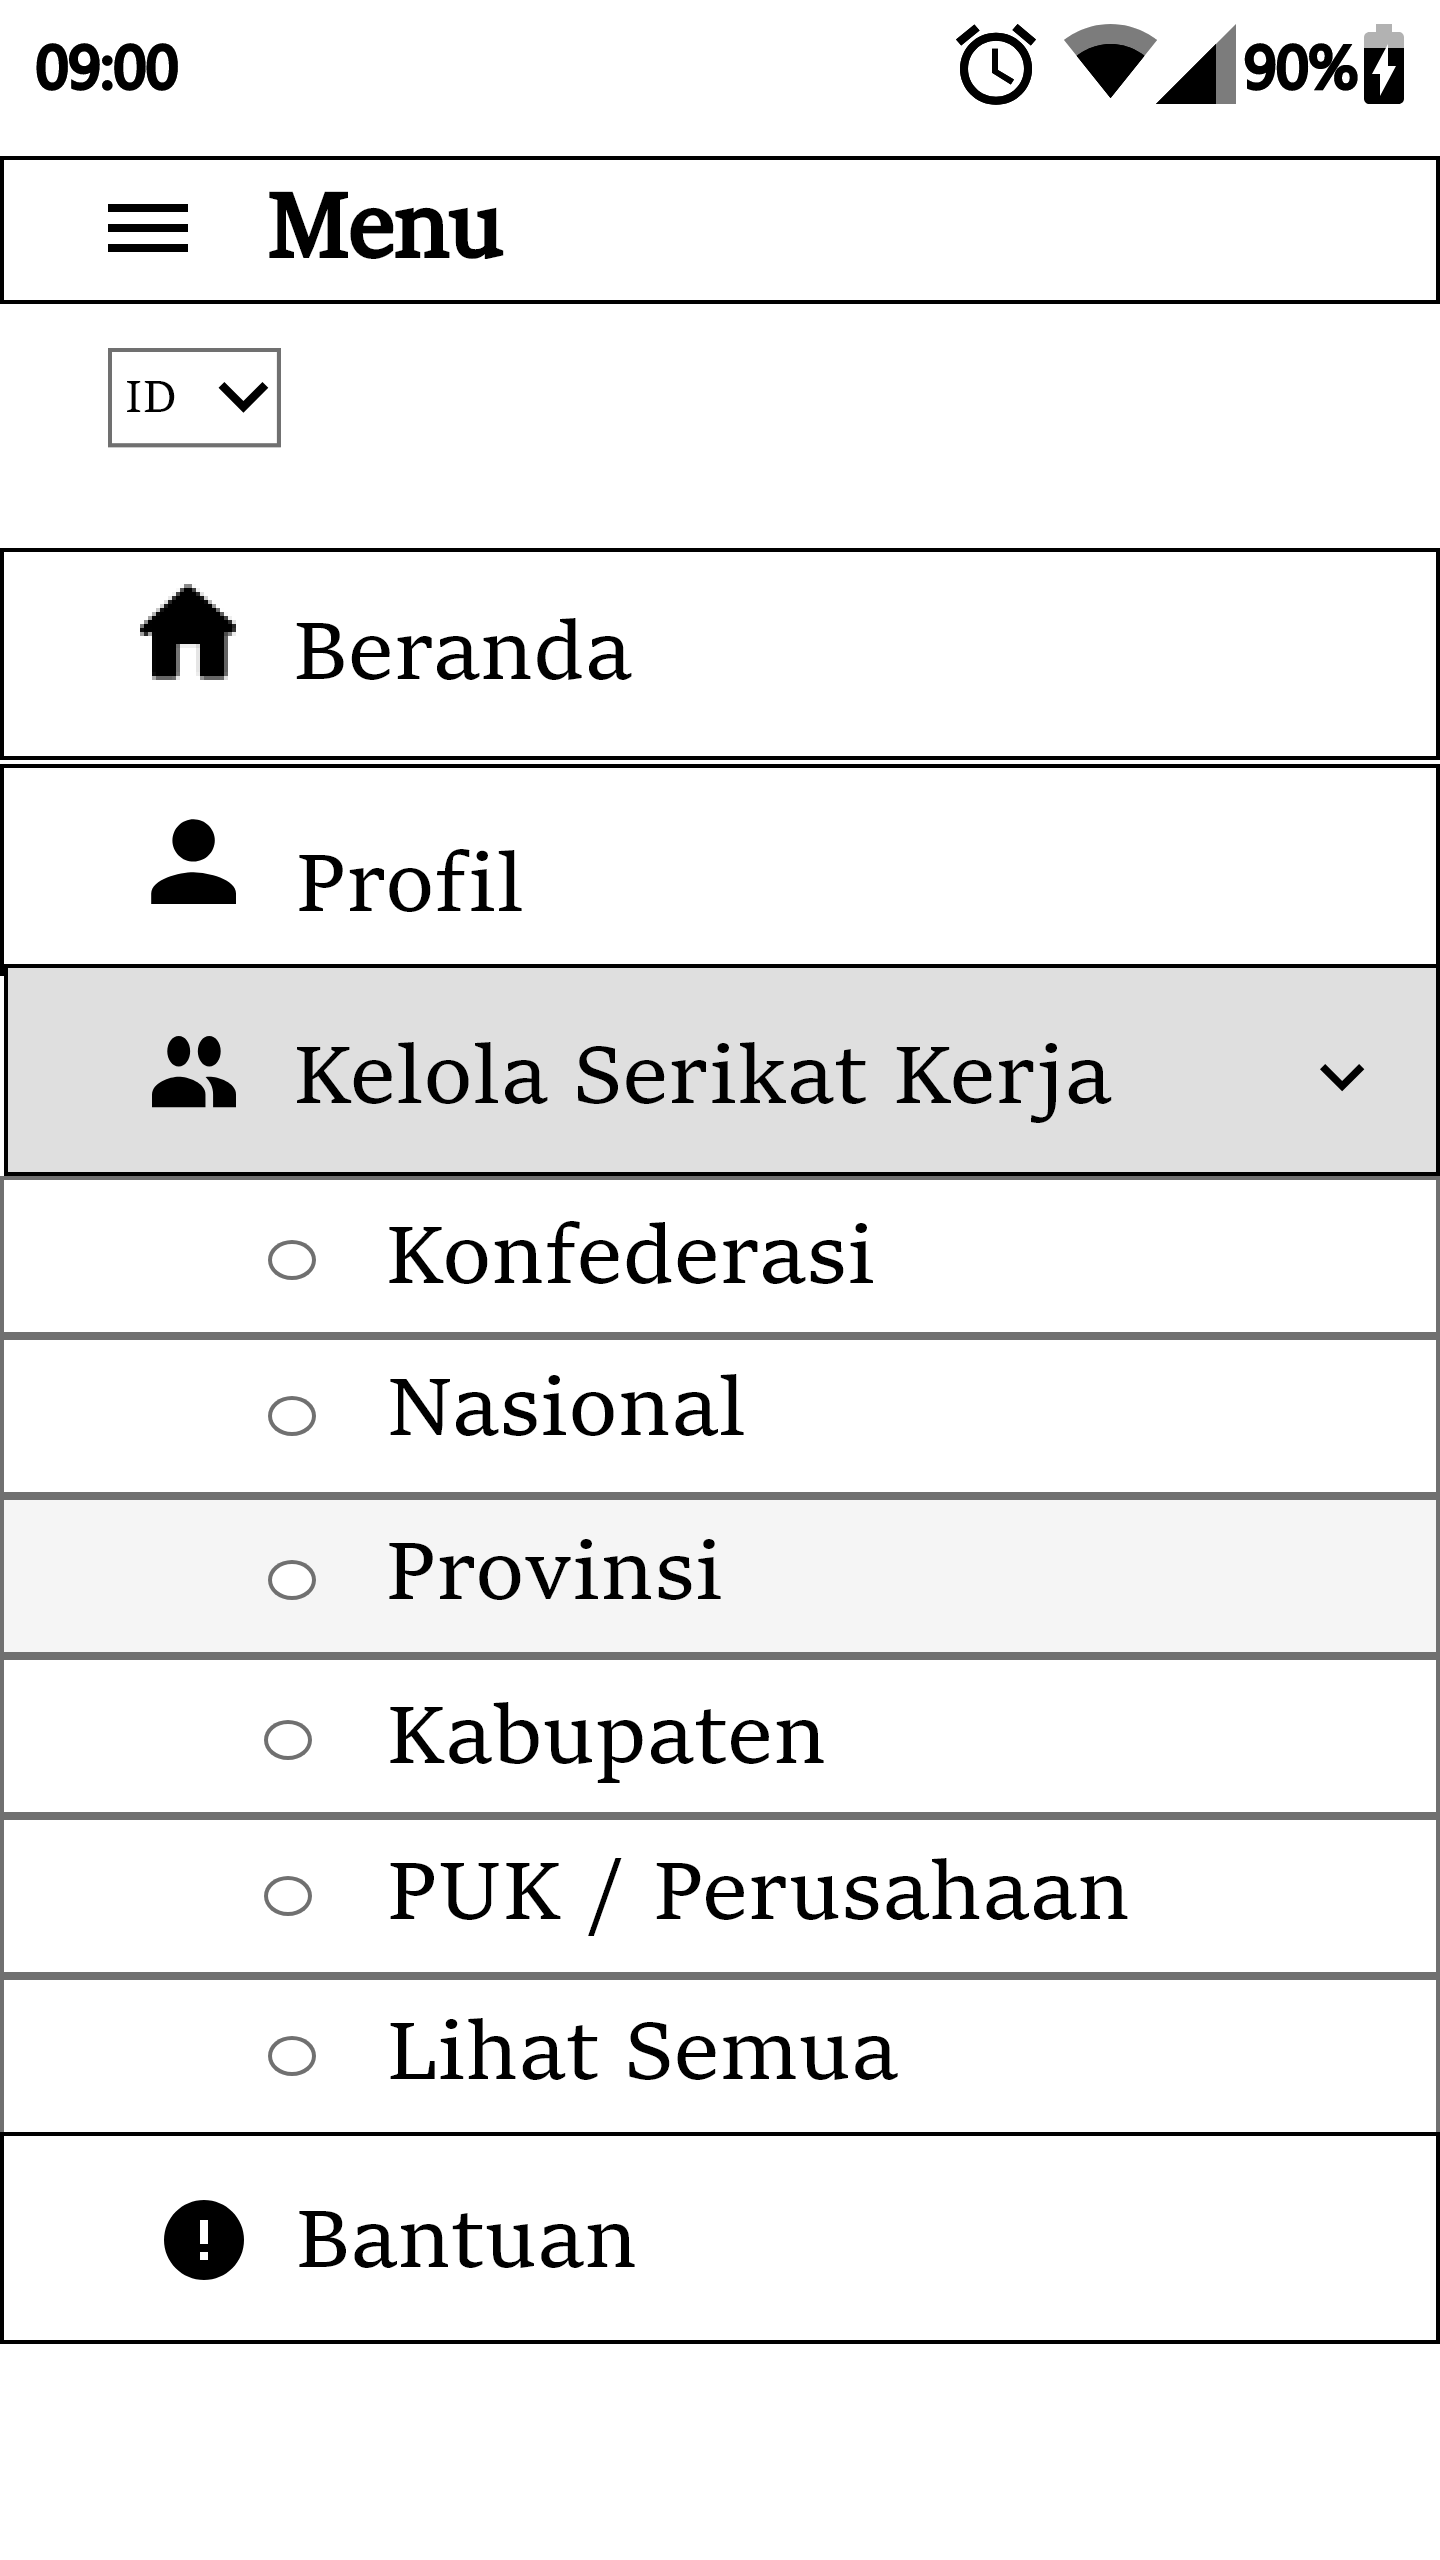 09:00 90%
Menu
ID
Beranda
Profil
Kelola Serikat Kerja
Konfederasi
Nasional
Provinsi
Kabupaten
PUK / Perusahaan
Lihat Semua
Bantuan